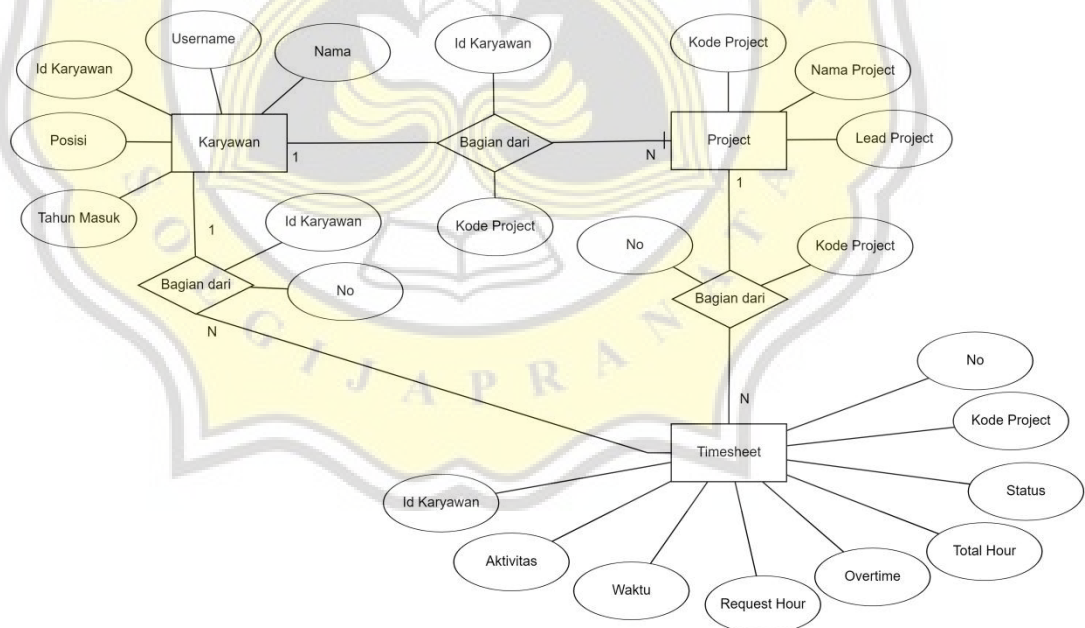 Username
Nama
Id Karyawan
Id Karyawan
Kode Project
Nama Project
Posisi
Karyawan
1
Bagian dari
N
Project
Lead Project
1
Tahun Masuk
1
Id Karyawan
Kode Project
No
Kode Project
Bagian dari
No
Bagian dari
N
SOEGIJAPRANATA
No
N
Kode Project
Timesheet
Status
Id Karyawan
Total Hour
Aktivitas
Overtime
Waktu
Request Hour